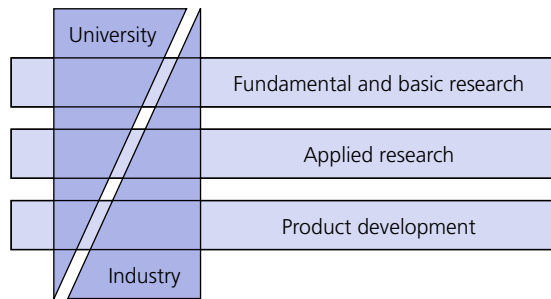 University
Fundamental and basic research
Applied research
Product development
Industry